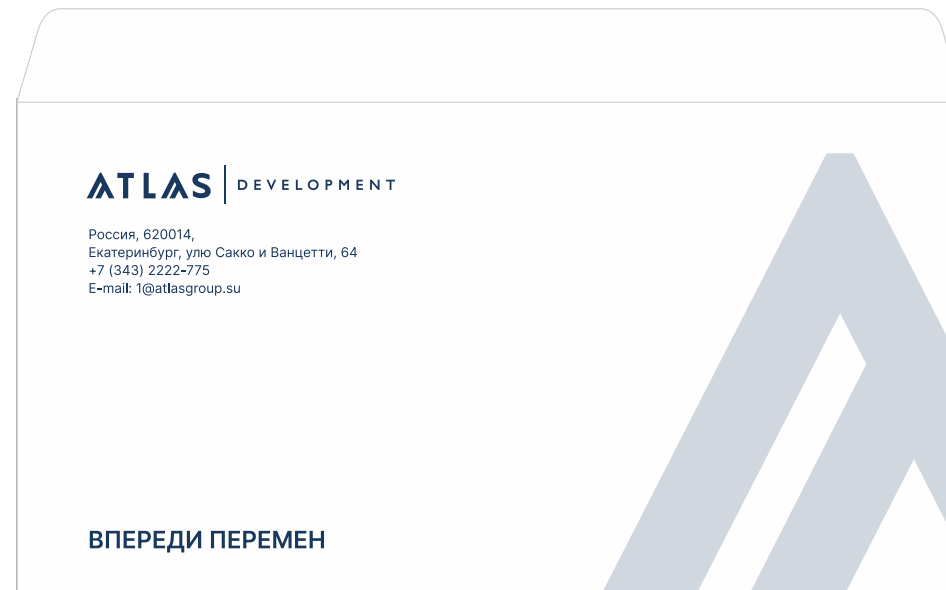 ATLAS | DEVELOPMENT
Россия, 620014,
Екатеринбург, улю Сакко и Ванцетти, 64
+7 (343) 2222-775
E-mail: 1@atlasgroup.su
ВПЕРЕДИ ПЕРЕМЕН